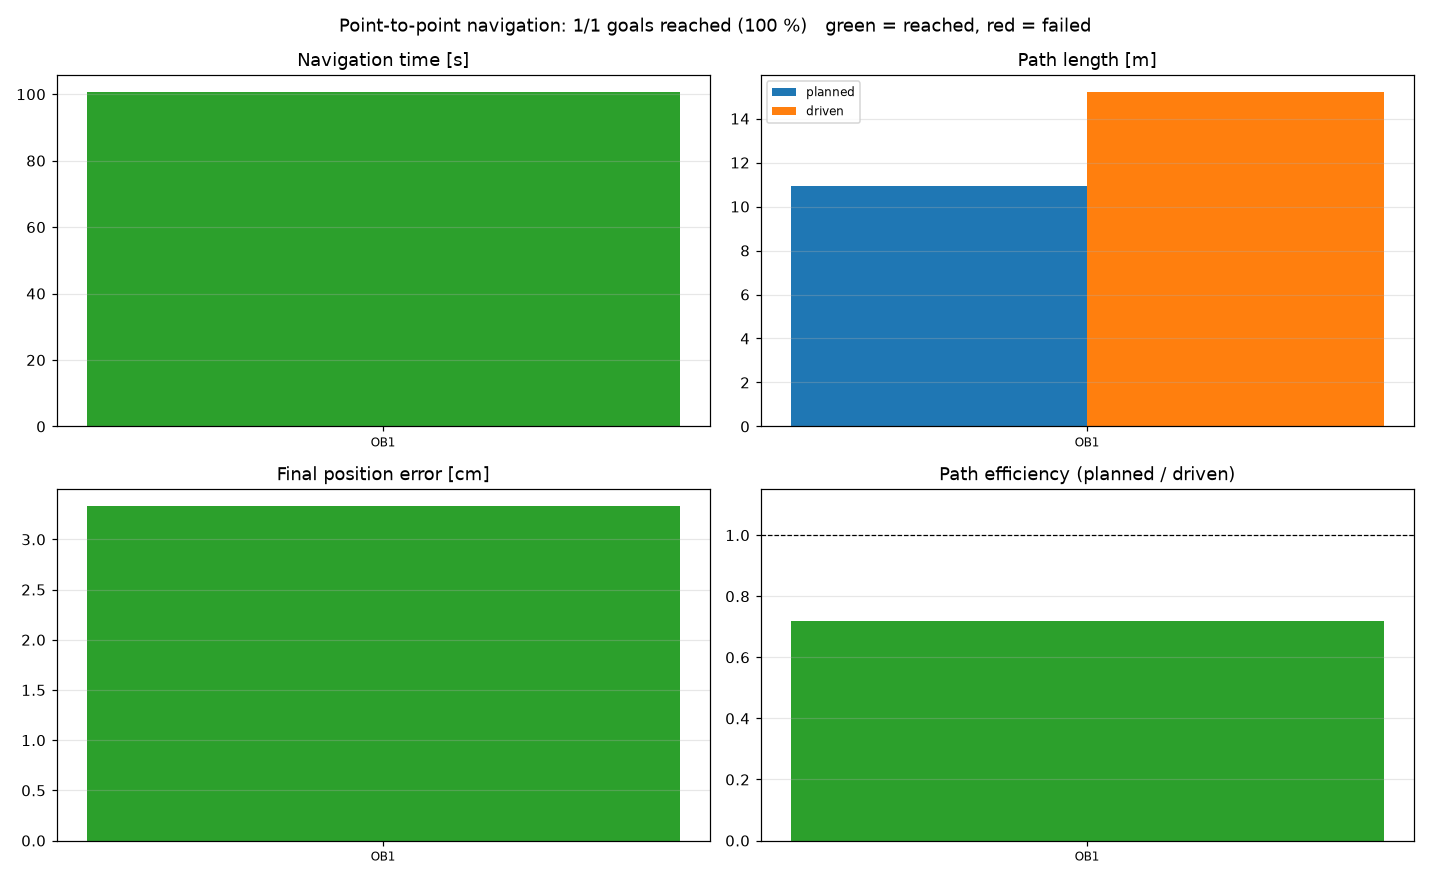 Point-to-point navigation: 1/1 goals reached (100 %)   green = reached, red = failed
Navigation time [s]
100
80
60
40
20
0
OB1
Path length [m]
planned
driven
14
12
10
8
6
4
2
0
OB1
Final position error [cm]
3.0
2.5
2.0
1.5
1.0
0.5
0.0
OB1
Path efficiency (planned / driven)
1.0
0.8
0.6
0.4
0.2
0.0
OB1